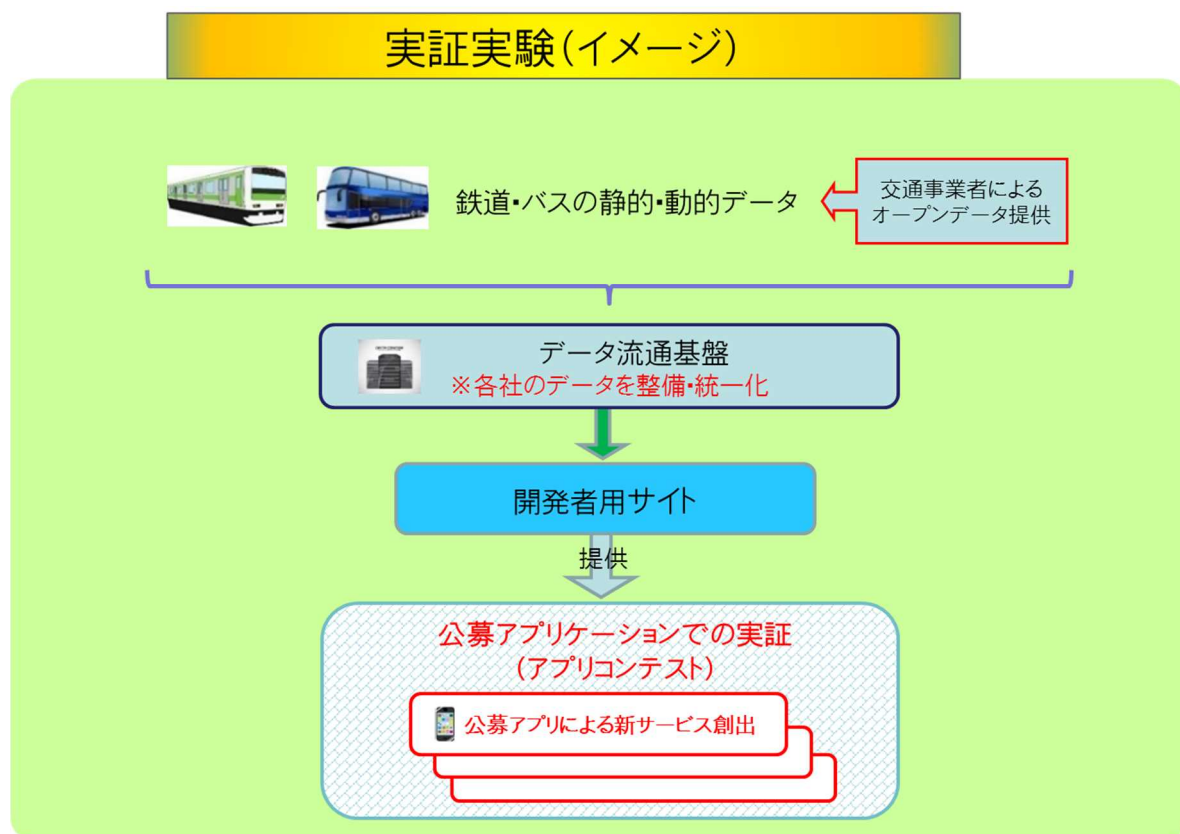 実証実験(イメージ)
鉄道・バスの静的・動的データ
交通事業者による
オープンデータ提供
データ流通基盤
※各社のデータを整備・統一化
開発者用サイト
提供
公募アプリケーションでの実証
(アプリコンテスト)
公募アプリによる新サービス創出